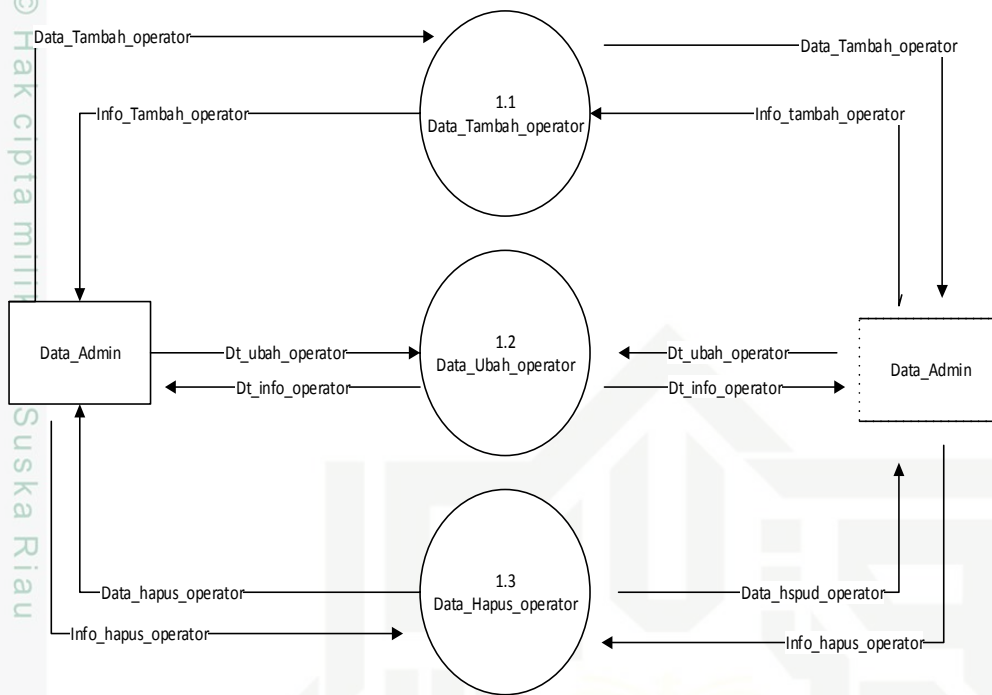 © Hak cipta milik
Suska Riau
Data_Tambah_operator
Data_Tambah_operator
Info_Tambah_operator
1.1
Data_Tambah_operator
Info_tambah_operator
Data_Admin
Dt_ubah_operator
Dt_info_operator
1.2
Data_Ubah_operator
Dt_ubah_operator
Dt_info_operator
Data_Admin
Data_hapus_operator
Info_hapus_operator
1.3
Data_Hapus_operator
Data_hspud_operator
Info_hapus_operator